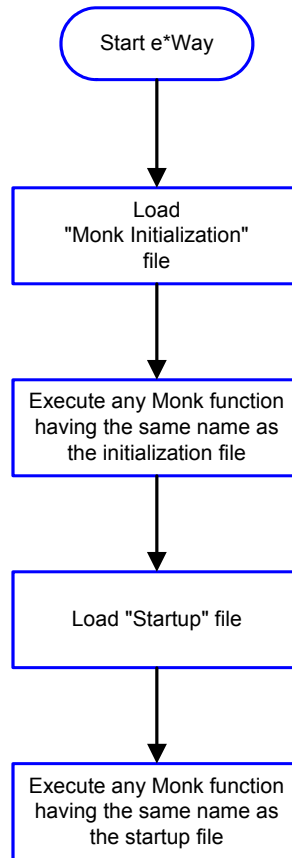 Start e*Way
Load
"Monk Initialization"
file
Execute any Monk function
having the same name as
the initialization file
Load "Startup" file
Execute any Monk function
having the same name as
the startup file